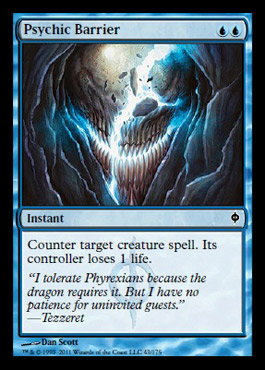 Psychic Barrier
Instant
Counter target creature spell. Its
controller loses 1 life.
“I tolerate Phyrexians because the
dragon requires it. But I have no
patience for uninvited guests.”
—Tezzeret
Dan Scott
™ & © 1993–2011 Wizards of the Coast LLC 43/175